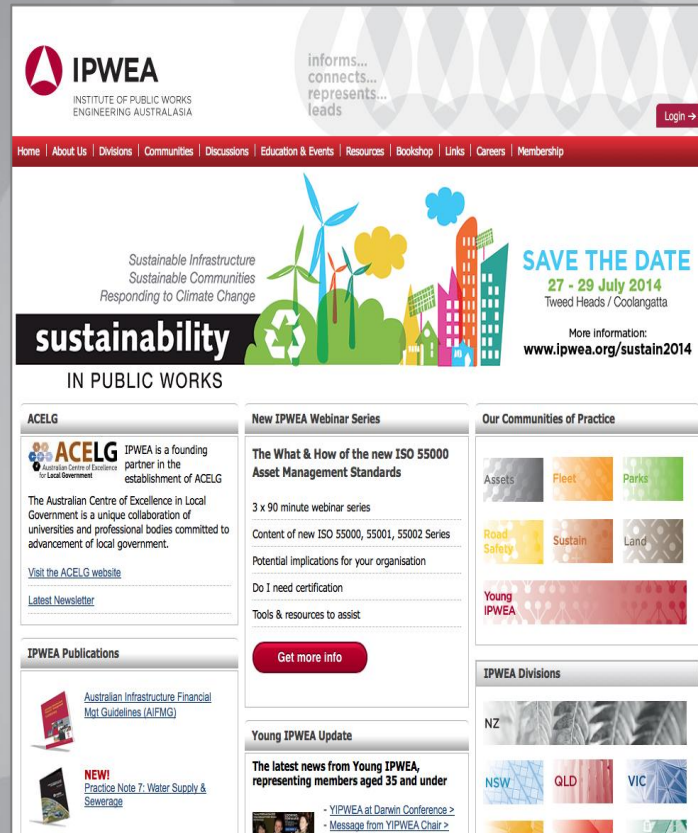 IPWEA
INSTITUTE OF PUBLIC WORKS
ENGINEERING AUSTRALASIA
informs...
connects...
represents...
leads
Login →
Home | About Us | Divisions | Communities | Discussions | Education & Events | Resources | Bookshop | Links | Careers | Membership
Sustainable Infrastructure
Sustainable Communities
Responding to Climate Change
sustainability
IN PUBLIC WORKS
SAVE THE DATE
27 - 29 July 2014
Tweed Heads / Coolangatta
More information:
www.ipwea.org/sustain2014
ACELG
ACELG
Australian Centre of Excellence
for Local Government
IPWEA is a founding
partner in the
establishment of ACELG
The Australian Centre of Excellence in Local
Government is a unique collaboration of
universities and professional bodies committed to
advancement of local government.
Visit the ACELG website
Latest Newsletter
IPWEA Publications
Australian Infrastructure Financial
Mgt Guidelines (AIFMG)
NEW!
Practice Note 7: Water Supply &
Sewerage
New IPWEA Webinar Series
The What & How of the new ISO 55000
Asset Management Standards
3 x 90 minute webinar series
Content of new ISO 55000, 55001, 55002 Series
Potential implications for your organisation
Do I need certification
Tools & resources to assist
Get more info
Young IPWEA Update
The latest news from Young IPWEA,
representing members aged 35 and under
- YIPWEA at Darwin Conference >
- Message from YIPWEA Chair >
Our Communities of Practice
Assets
Fleet
Parks
Road
Safety
Sustain
Land
Young
IPWEA
IPWEA Divisions
NZ
NSW
QLD
VIC